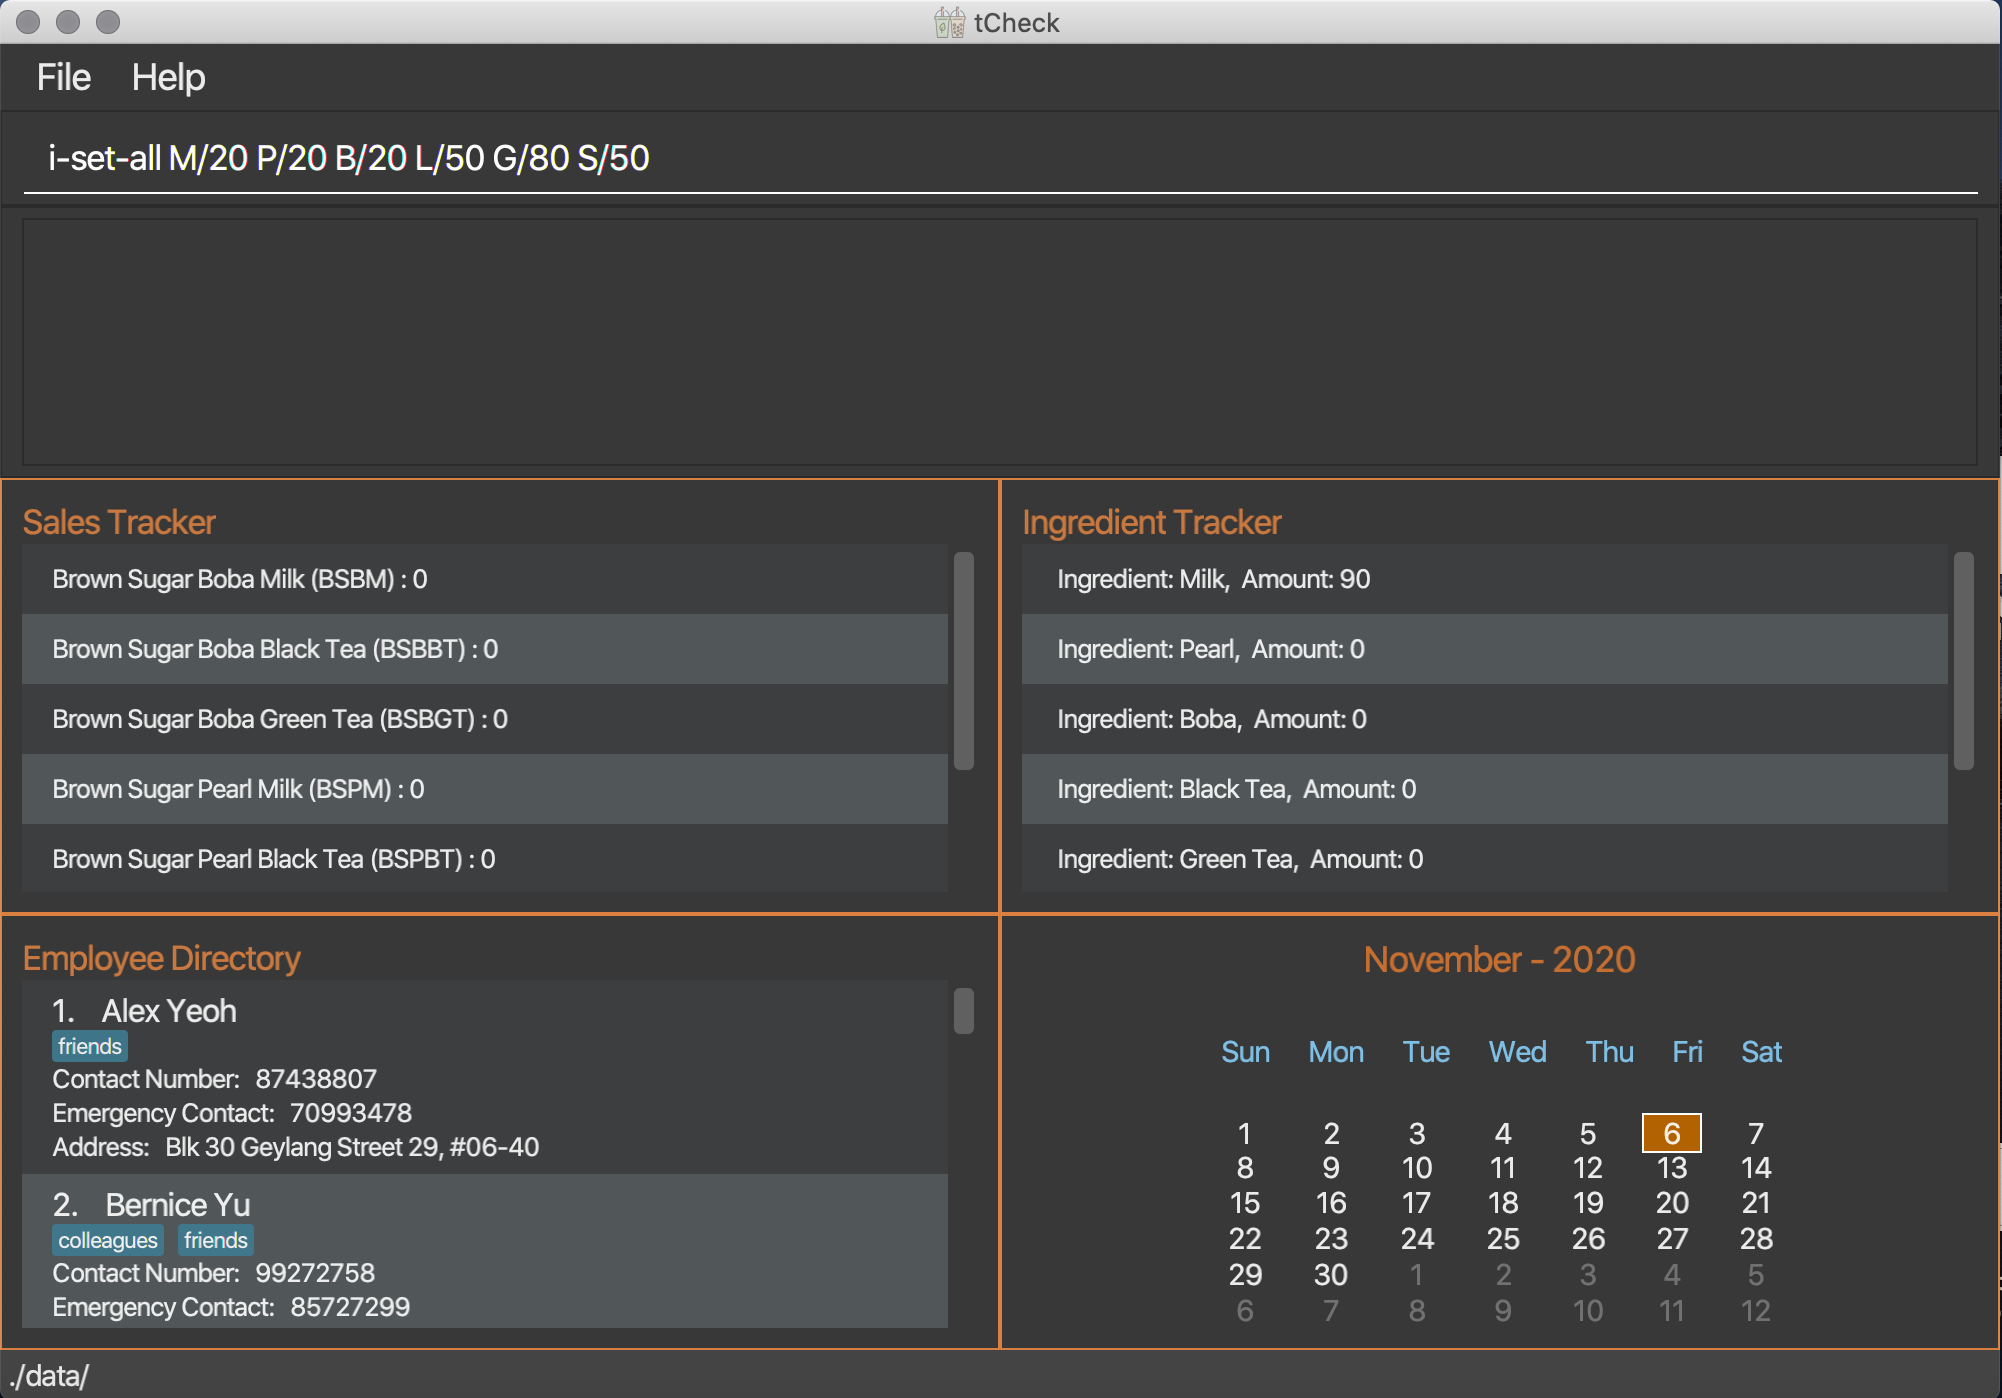 tCheck
File Help
i-set-all M/20 P/20 B/20 L/50 G/80 S/50
Sales Tracker
Brown Sugar Boba Milk (BSBM) : 0
Brown Sugar Boba Black Tea (BSBBT) : 0
Brown Sugar Boba Green Tea (BSBGT) : 0
Brown Sugar Pearl Milk (BSPM) : 0
Brown Sugar Pearl Black Tea (BSPBT) : 0
Ingredient Tracker
Ingredient: Milk, Amount: 90
Ingredient: Pearl, Amount: 0
Ingredient: Boba, Amount: 0
Ingredient: Black Tea, Amount: 0
Ingredient: Green Tea, Amount: 0
Employee Directory
1. Alex Yeoh
friends
Contact Number: 87438807
Emergency Contact: 70993478
Address: Blk 30 Geylang Street 29, #06-40
2. Bernice Yu
colleagues friends
Contact Number: 99272758
Emergency Contact: 85727299
November - 2020
Sun Mon Tue Wed Thu Fri Sat
1 2 3 4 5 6 7
8 9 10 11 12 13 14
15 16 17 18 19 20 21
22 23 24 25 26 27 28
29 30 1 2 3 4 5
6 7 8 9 10 11 12
./data/